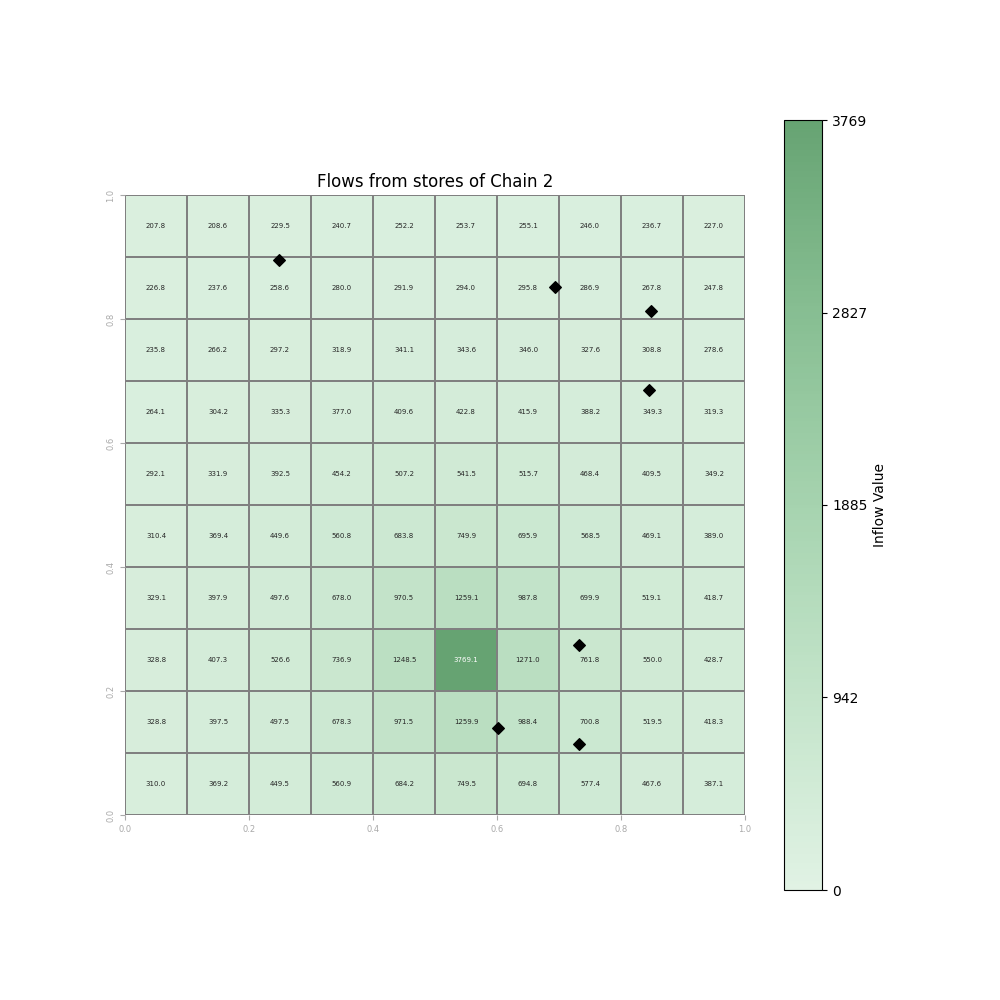 Flows from stores of Chain 2
1.0
207.8 208.6 229.5 240.7 252.2 253.7 255.1 246.0 236.7 227.0
226.8 237.6 258.6 280.0 291.9 294.0 295.8 286.9 267.8 247.8
0.8
235.8 266.2 297.2 318.9 341.1 343.6 346.0 327.6 308.8 278.6
264.1 304.2 335.3 377.0 409.6 422.8 415.9 388.2 349.3 319.3
0.6
292.1 331.9 392.5 454.2 507.2 541.5 515.7 468.4 409.5 349.2
310.4 369.4 449.6 560.8 683.8 749.9 695.9 568.5 469.1 389.0
0.4
329.1 397.9 497.6 678.0 970.5 1259.1 987.8 699.9 519.1 418.7
328.8 407.3 526.6 736.9 1248.5 3769.1 1271.0 761.8 550.0 428.7
0.2
328.8 397.5 497.5 678.3 971.5 1259.9 988.4 700.8 519.5 418.3
310.0 369.2 449.5 560.9 684.2 749.5 694.8 577.4 467.6 387.1
0.0
0.0 0.2 0.4 0.6 0.8 1.0
3769
2827
1885
942
0
Inflow Value